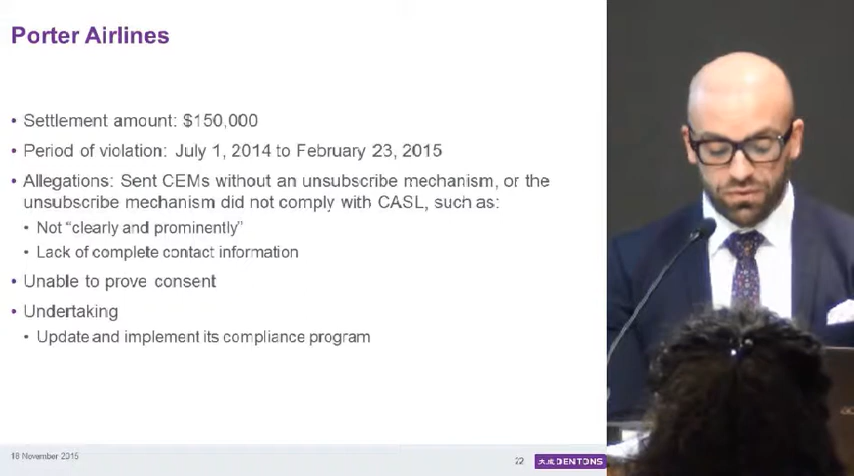 Porter Airlines
• Settlement amount: $150,000
• Period of violation: July 1, 2014 to February 23, 2015
• Allegations: Sent CEMs without an unsubscribe mechanism, or the
unsubscribe mechanism did not comply with CASL, such as:
• Not “clearly and prominently”
• Lack of complete contact information
• Unable to prove consent
• Undertaking
• Update and implement its compliance program
18 November 2015
22
大成 DENTONS